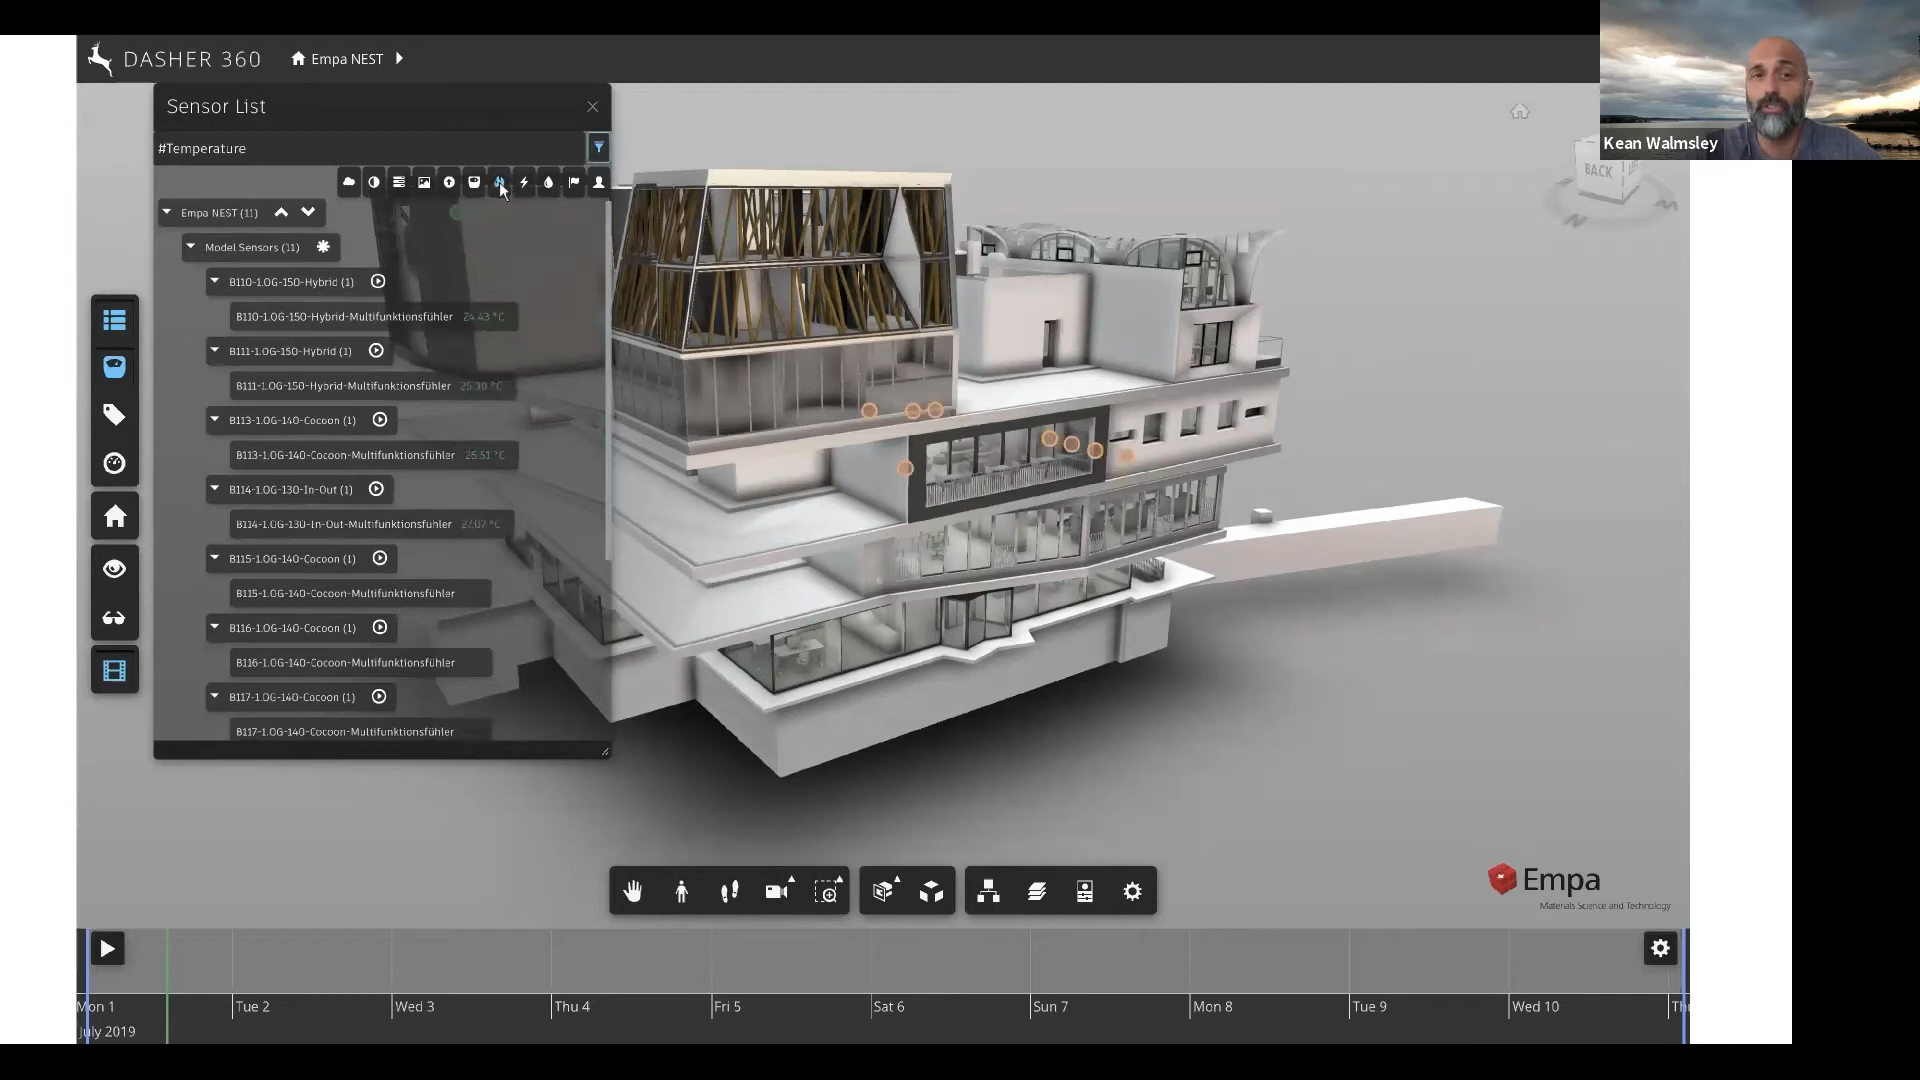 DASHER 360
Empa NEST
Kean Walmsley
BACK
Sensor List
#Temperature
Empa NEST (11)
Model Sensors (11)
B110-1.OG-150-Hybrid (1)
B110-1.OG-150-Hybrid-Multifunktionsfühler 24.43 °C
B111-1.OG-150-Hybrid (1)
B111-1.OG-150-Hybrid-Multifunktionsfühler
B113-1.OG-140-Cocoon (1)
B113-1.OG-140-Cocoon-Multifunktionsfühler
B114-1.OG-130-In-Out (1)
B114-1.OG-130-In-Out-Multifunktionsfühler 27.07 °C
B115-1.OG-140-Cocoon (1)
B115-1.OG-140-Cocoon-Multifunktionsfühler
B116-1.OG-140-Cocoon (1)
B116-1.OG-140-Cocoon-Multifunktionsfühler
B117-1.OG-140-Cocoon (1)
B117-1.OG-140-Cocoon-Multifunktionsfühler
Empa
Materials Science and Technology
Mon 1 Tue 2 Wed 3 Thu 4 Fri 5 Sat 6 Sun 7 Mon 8 Tue 9 Wed 10
July 2019